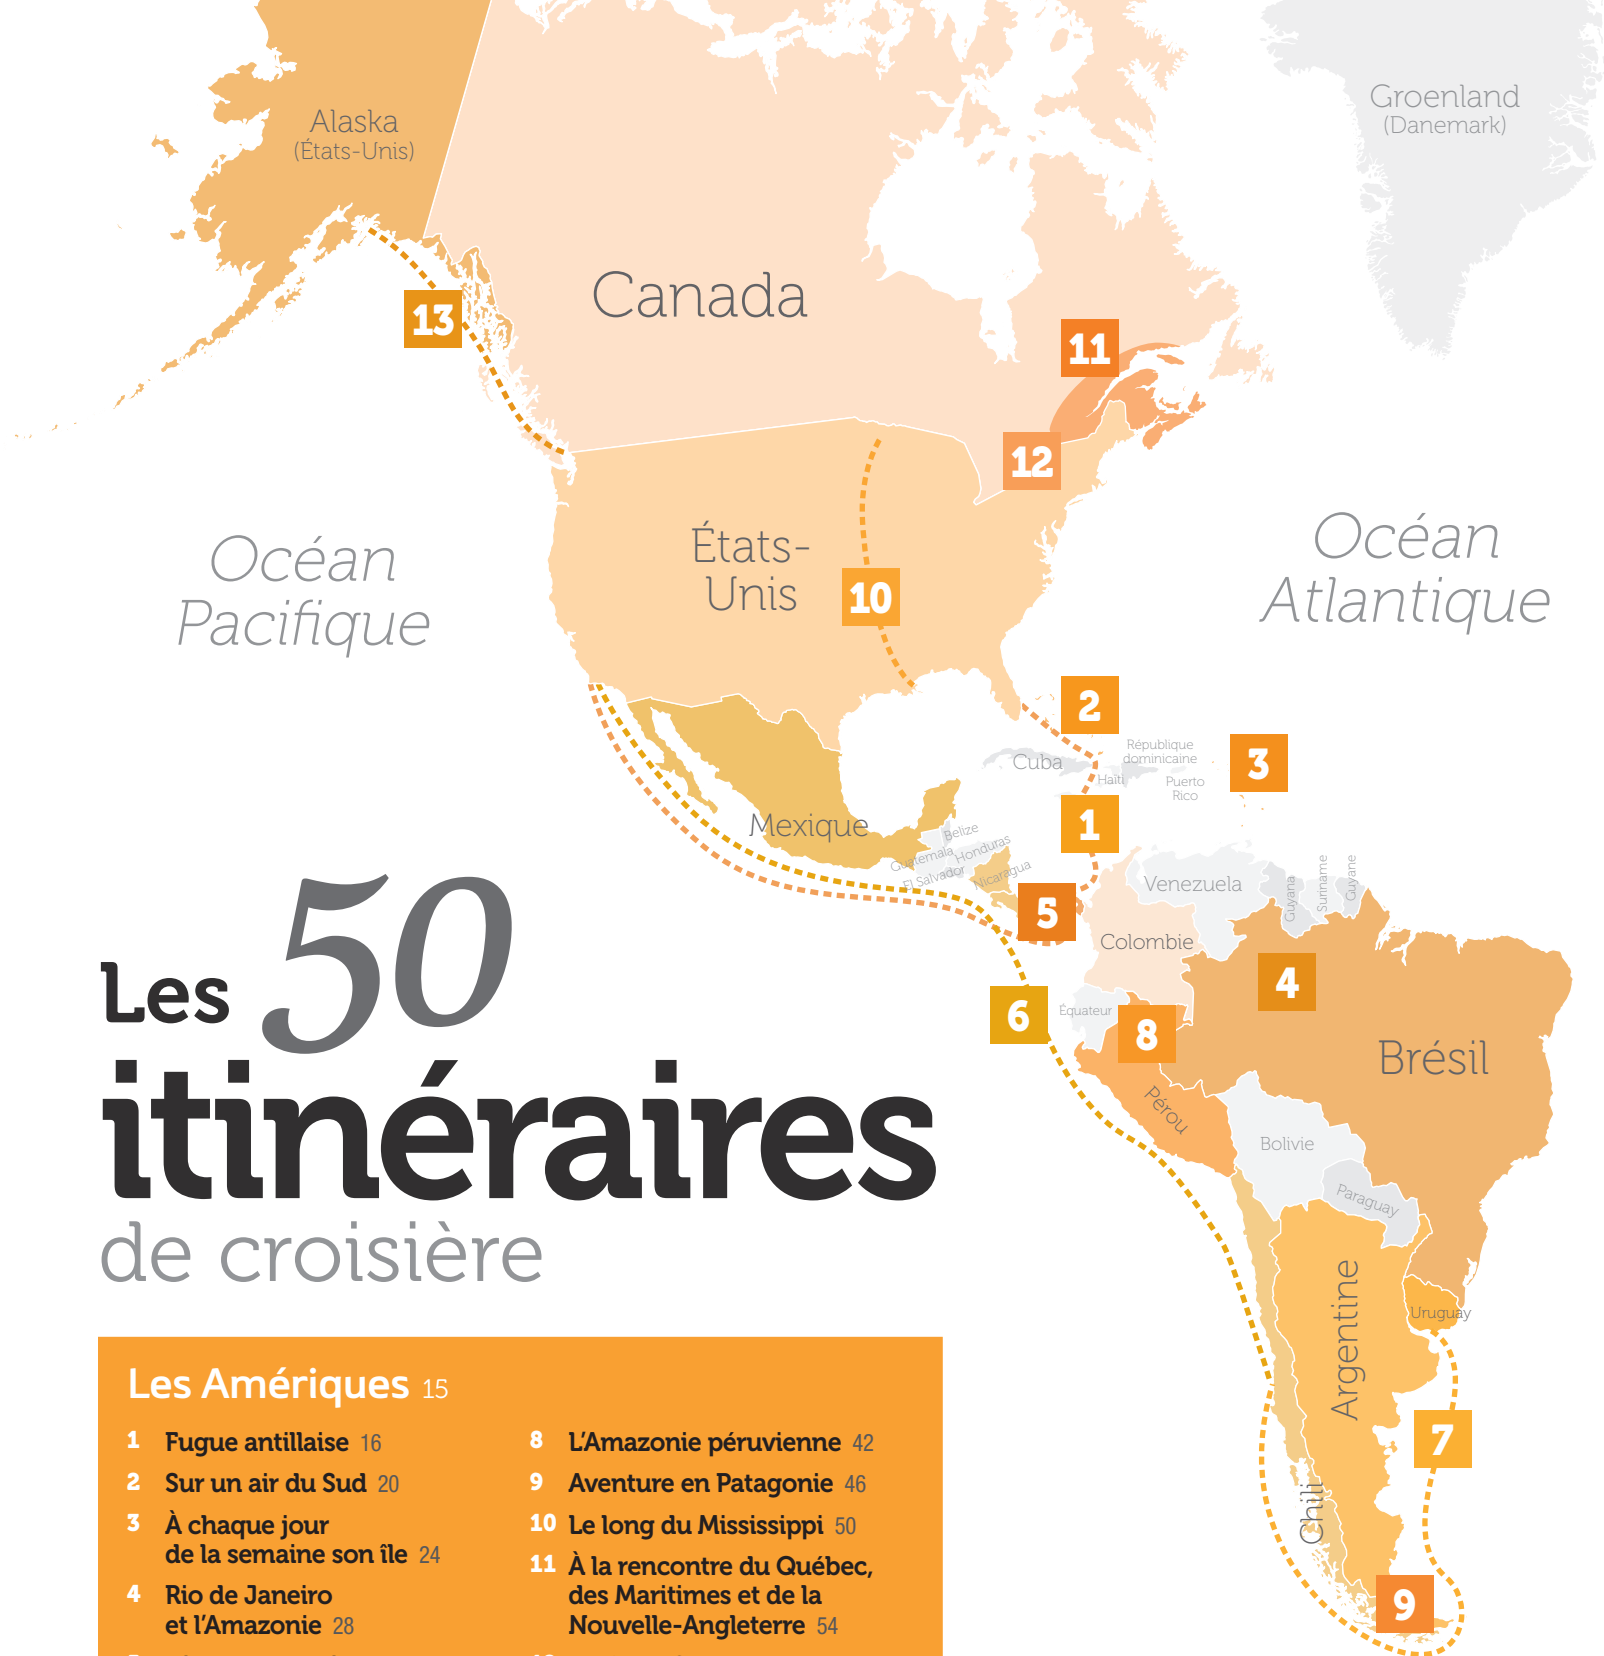 Alaska
(États-Unis)
Groenland
(Danemark)
Canada
13
11
12
Océan
Pacifique
États-
Unis
10
Océan
Atlantique
2
3
Cuba
République
dominicaine
Haïti
Puerto
Rico
1
Mexique
Belize
Guatemala
Honduras
El Salvador
Nicaragua
5
Venezuela
Guyana
Suriname
Guyane
Colombie
4
6
Équateur
8
Brésil
Pérou
Bolivie
Paraguay
Argentine
Uruguay
7
Chili
9
Les 50
itinéraires
de croisière
Les Amériques 15
1 Fugue antillaise 16
2 Sur un air du Sud 20
3 À chaque jour
de la semaine son île 24
4 Rio de Janeiro
et l'Amazonie 28
8 L'Amazonie péruvienne 42
9 Aventure en Patagonie 46
10 Le long du Mississippi 50
11 À la rencontre du Québec,
des Maritimes et de la
Nouvelle-Angleterre 54